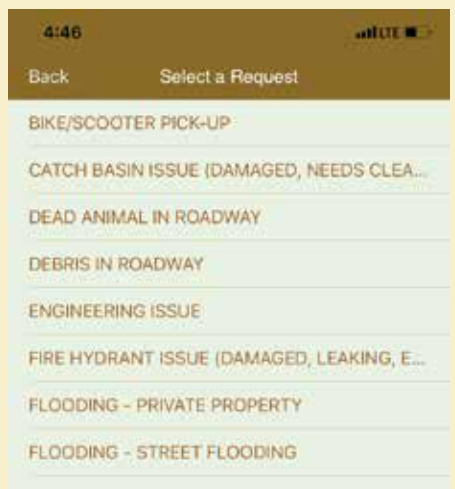 4:46
LTE
Back Select a Request
BIKE/SCOOTER PICK-UP
CATCH BASIN ISSUE (DAMAGED, NEEDS CLEA...
DEAD ANIMAL IN ROADWAY
DEBRIS IN ROADWAY
ENGINEERING ISSUE
FIRE HYDRANT ISSUE (DAMAGED, LEAKING, E...
FLOODING - PRIVATE PROPERTY
FLOODING - STREET FLOODING